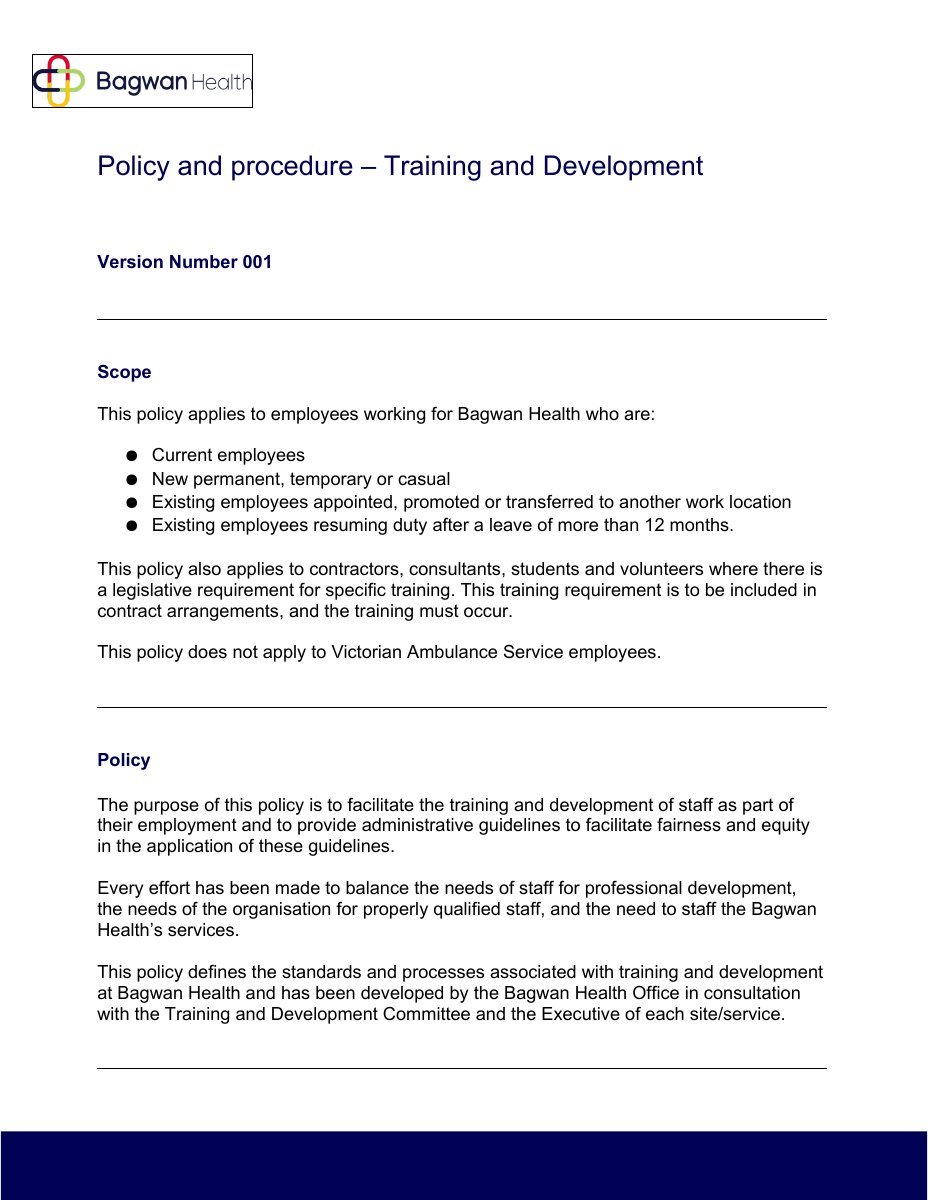 Bagwan Health
Policy and procedure – Training and Development
Version Number 001
Scope
This policy applies to employees working for Bagwan Health who are:
● Current employees
● New permanent, temporary or casual
● Existing employees appointed, promoted or transferred to another work location
● Existing employees resuming duty after a leave of more than 12 months.
This policy also applies to contractors, consultants, students and volunteers where there is
a legislative requirement for specific training. This training requirement is to be included in
contract arrangements, and the training must occur.
This policy does not apply to Victorian Ambulance Service employees.
Policy
The purpose of this policy is to facilitate the training and development of staff as part of
their employment and to provide administrative guidelines to facilitate fairness and equity
in the application of these guidelines.
Every effort has been made to balance the needs of staff for professional development,
the needs of the organisation for properly qualified staff, and the need to staff the Bagwan
Health’s services.
This policy defines the standards and processes associated with training and development
at Bagwan Health and has been developed by the Bagwan Health Office in consultation
with the Training and Development Committee and the Executive of each site/service.